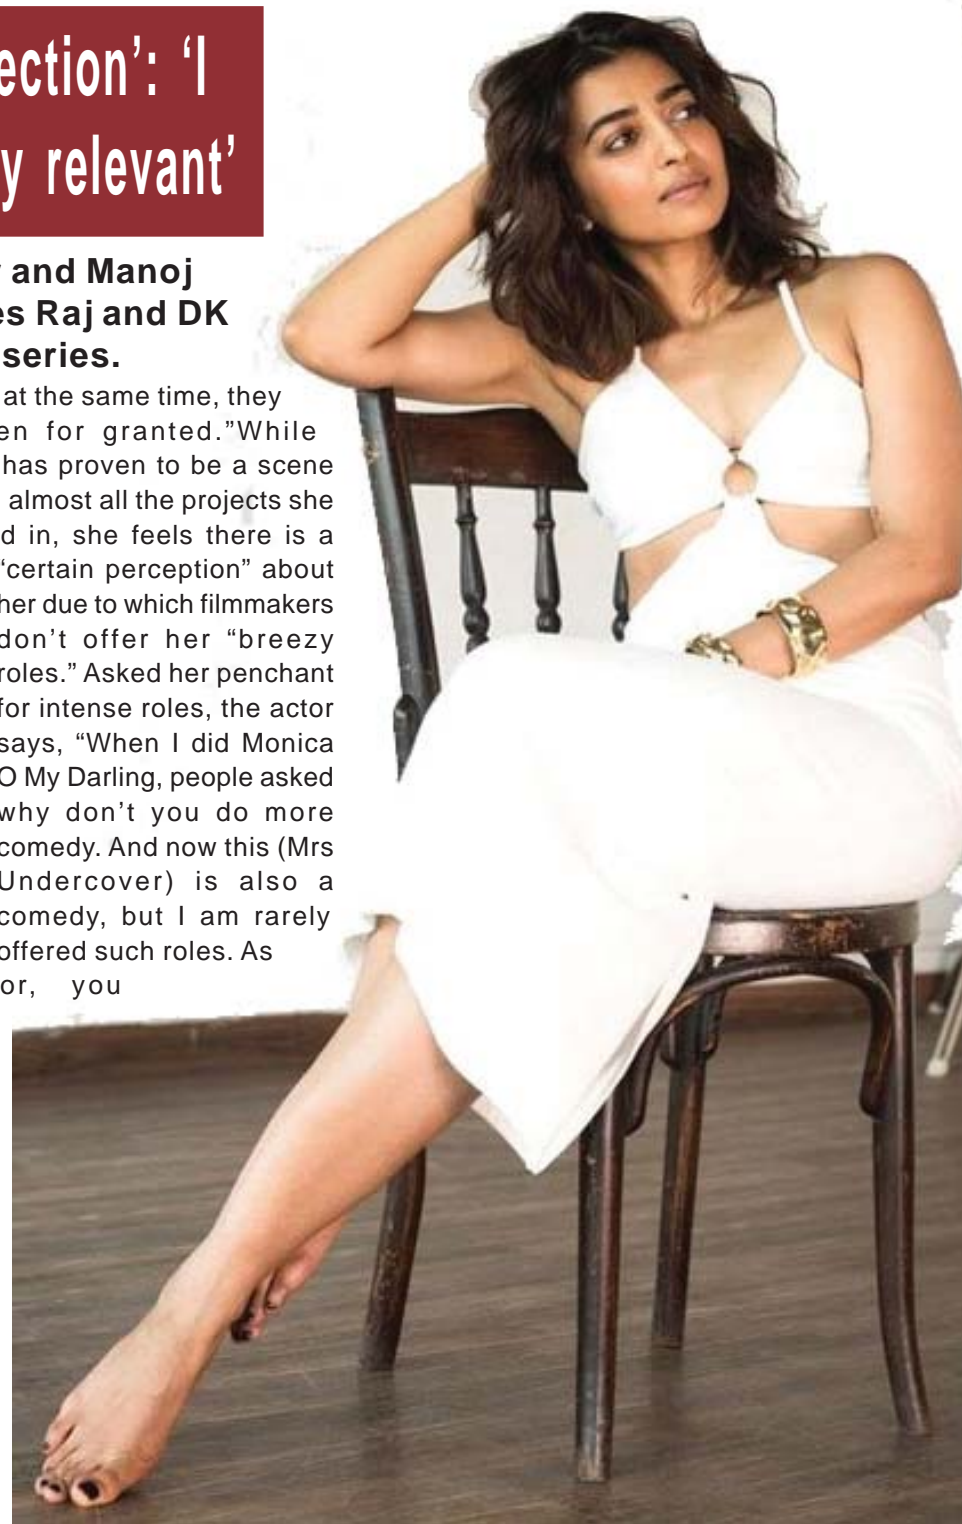 ection’: ‘I
y relevant’
and Manoj
es Raj and DK
series.
at the same time, they
en for granted.”While
has proven to be a scene
almost all the projects she
d in, she feels there is a
“certain perception” about
her due to which filmmakers
don’t offer her “breezy
roles.” Asked her penchant
for intense roles, the actor
says, “When I did Monica
O My Darling, people asked
why don’t you do more
comedy. And now this (Mrs
Undercover) is also a
comedy, but I am rarely
offered such roles. As
or, you